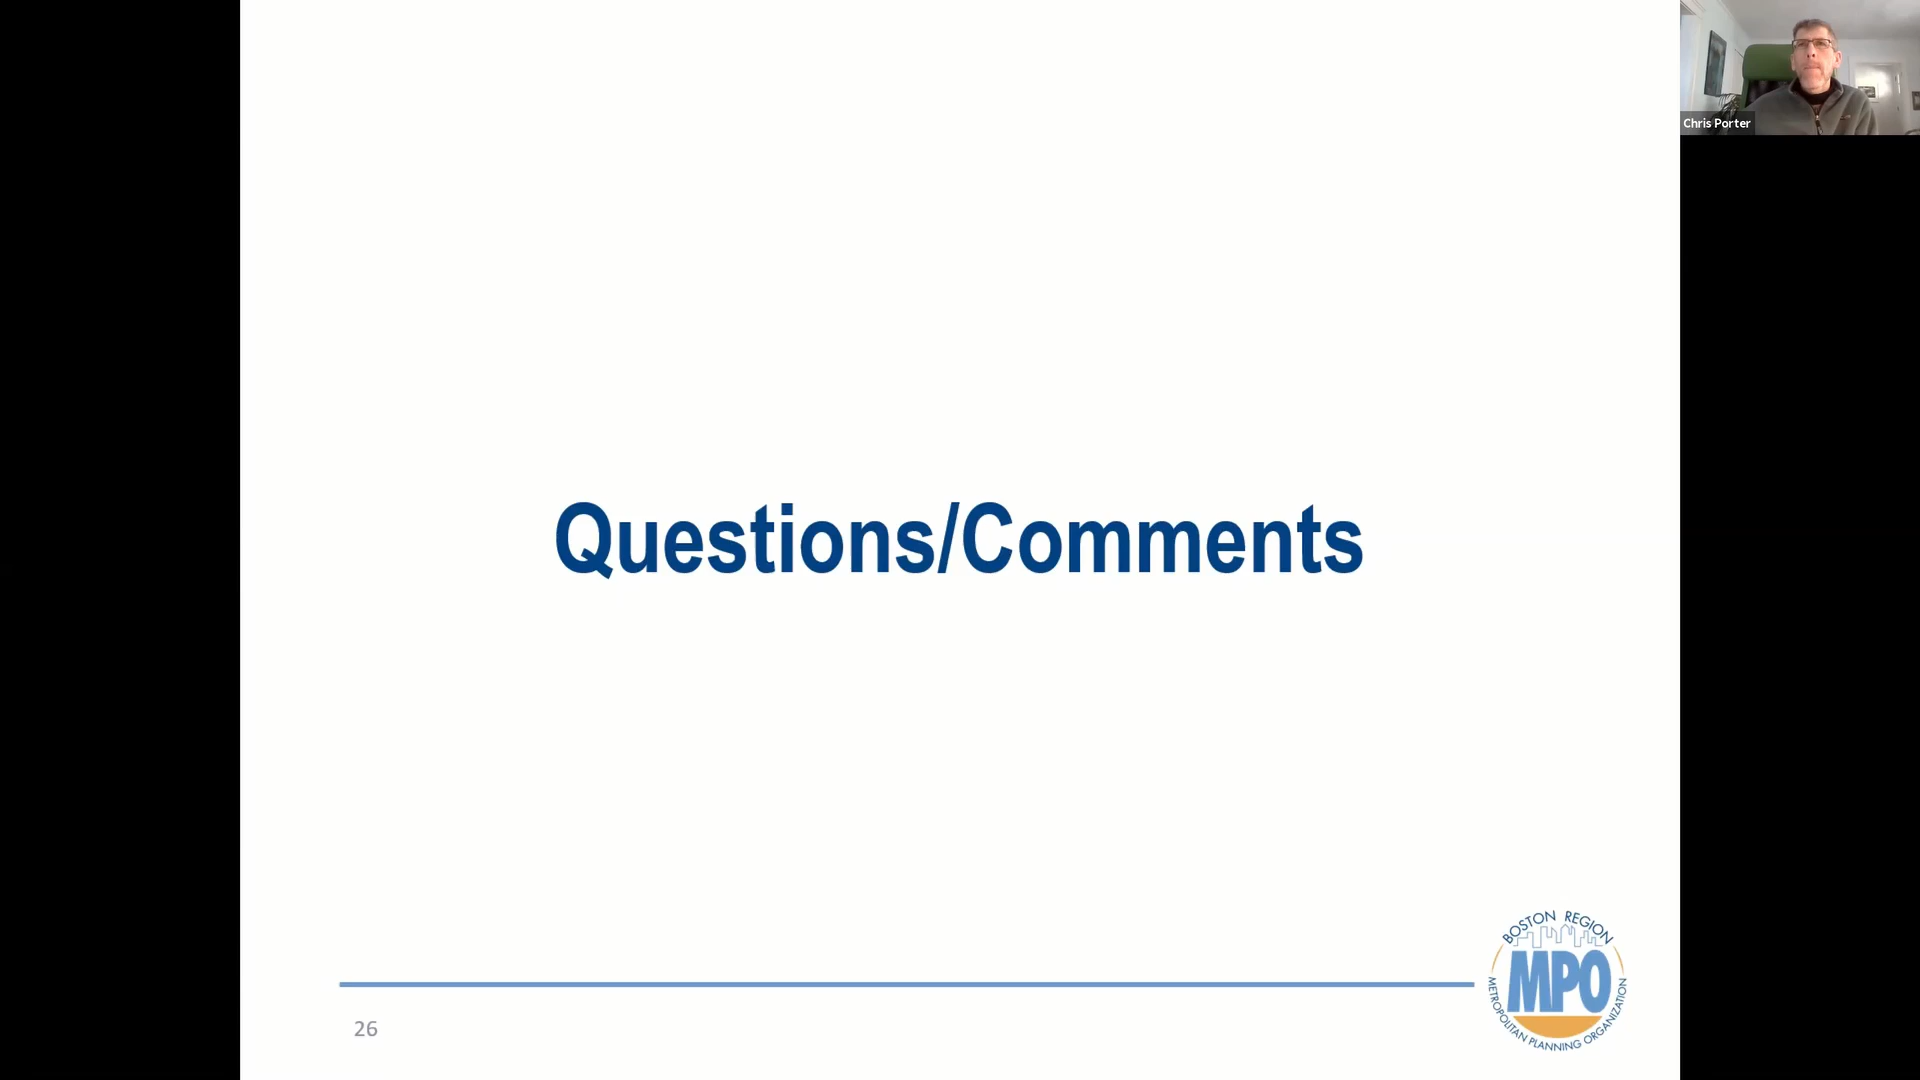 Chris Porter
Questions/Comments
BOSTON REGION
MPO
METROPOLITAN PLANNING ORGANIZATION
26